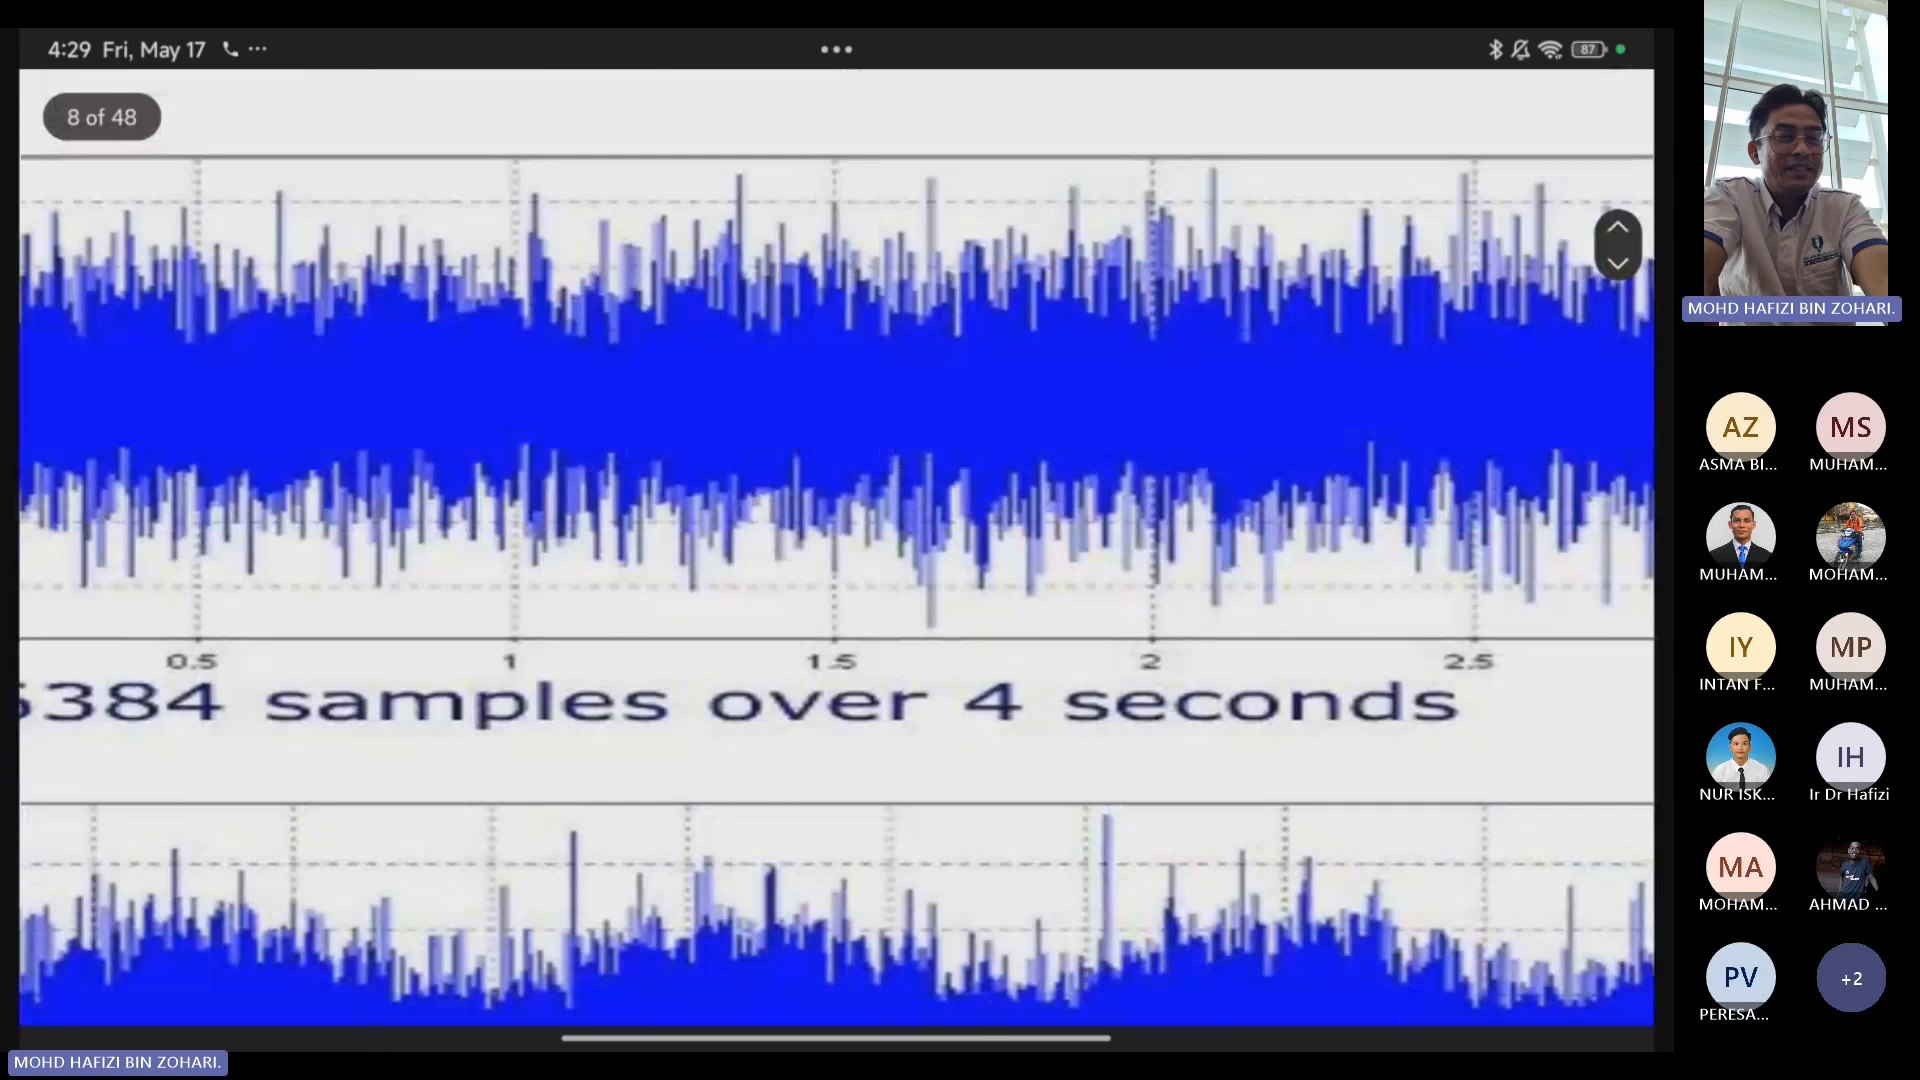 4:29 Fri, May 17
87
8 of 48
0.5 1 1.5 2 2.5
384 samples over 4 seconds
MOHD HAFIZI BIN ZOHARI.
AZ MS
ASMA BI... MUHAM...
MUHAM... MOHAM...
IY MP
INTAN F... MUHAM...
IH
NUR ISK... Ir Dr Hafizi
MA
MOHAM... AHMAD ...
PV +2
PERESA...
MOHD HAFIZI BIN ZOHARI.